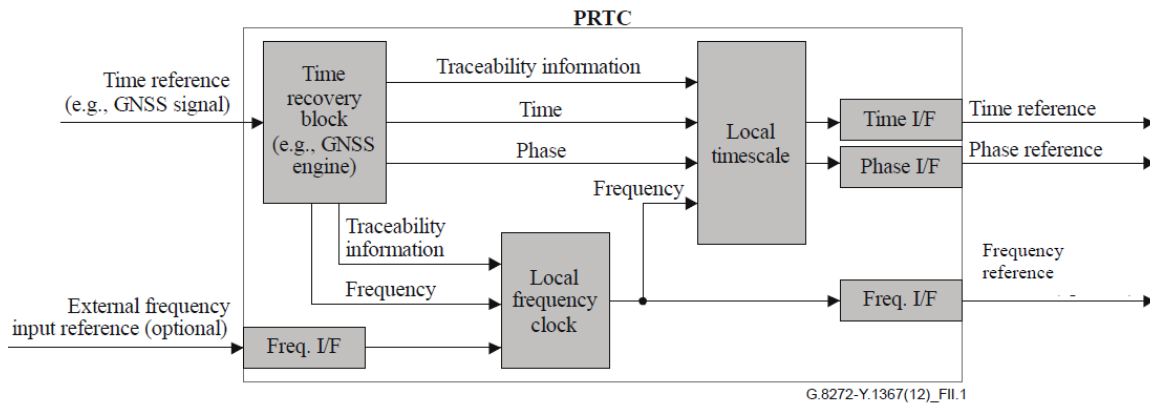 PRTC
Time reference
(e.g., GNSS signal)
Time
recovery
block
(e.g., GNSS
engine)
Traceability information
Time
Phase
Frequency
Local
timescale
Time I/F
Time reference
Phase I/F
Phase reference
Traceability
information
Frequency
Local
frequency
clock
Frequency
reference
Freq. I/F
External frequency
input reference (optional)
Freq. I/F
G.8272-Y.1367(12)_FII.1